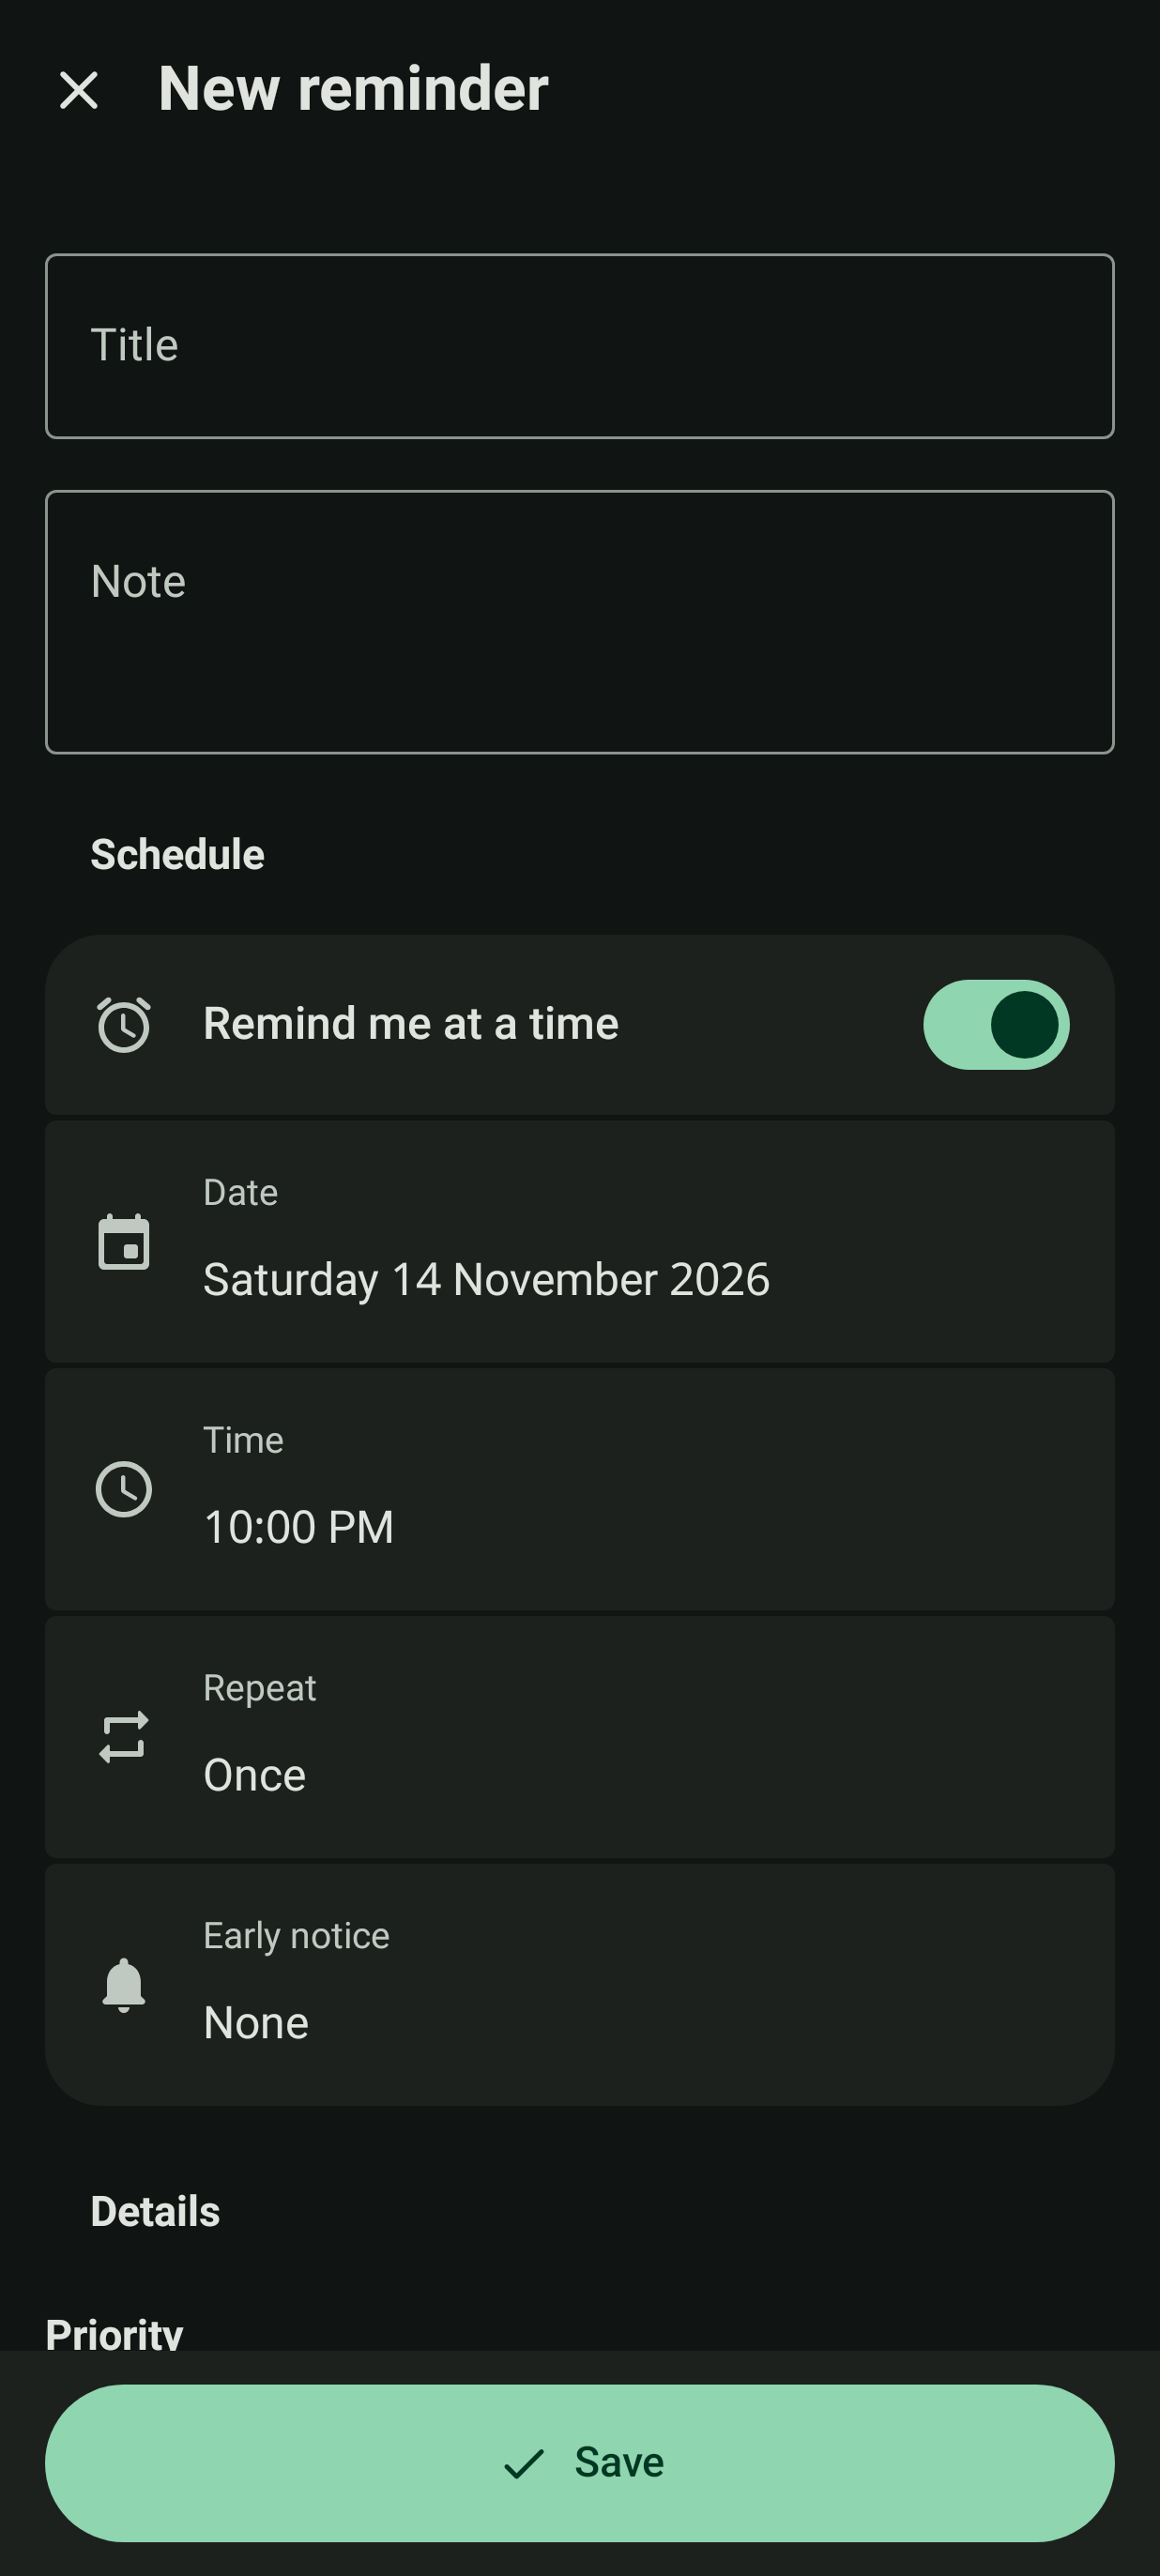 New reminder
Title
Note
Schedule
Remind me at a time
Date
Saturday 14 November 2026
Time
10:00 PM
Repeat
Once
Early notice
None
Details
Priority
Save